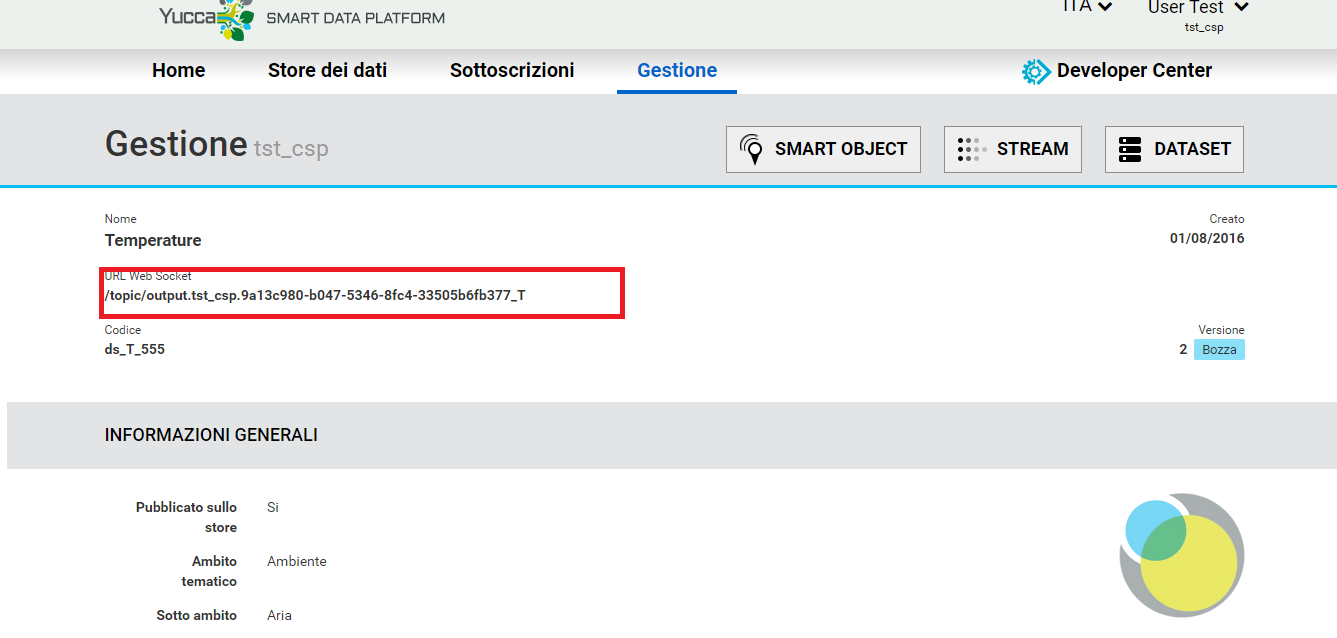 Yucca SMART DATA PLATFORM
ITA
User Test
tst_csp
Home Store dei dati Sottoscrizioni Gestione Developer Center
Gestione tst_csp
SMART OBJECT
STREAM
DATASET
Nome
Temperature
Creato
01/08/2016
URL Web Socket
/topic/output.tst_csp.9a13c980-b047-5346-8fc4-33505b6fb377_T
Codice
ds_T_555
Versione
2 Bozza
INFORMAZIONI GENERALI
Pubblicato sullo
store
Si
Ambito
tematico
Ambiente
Sotto ambito Aria